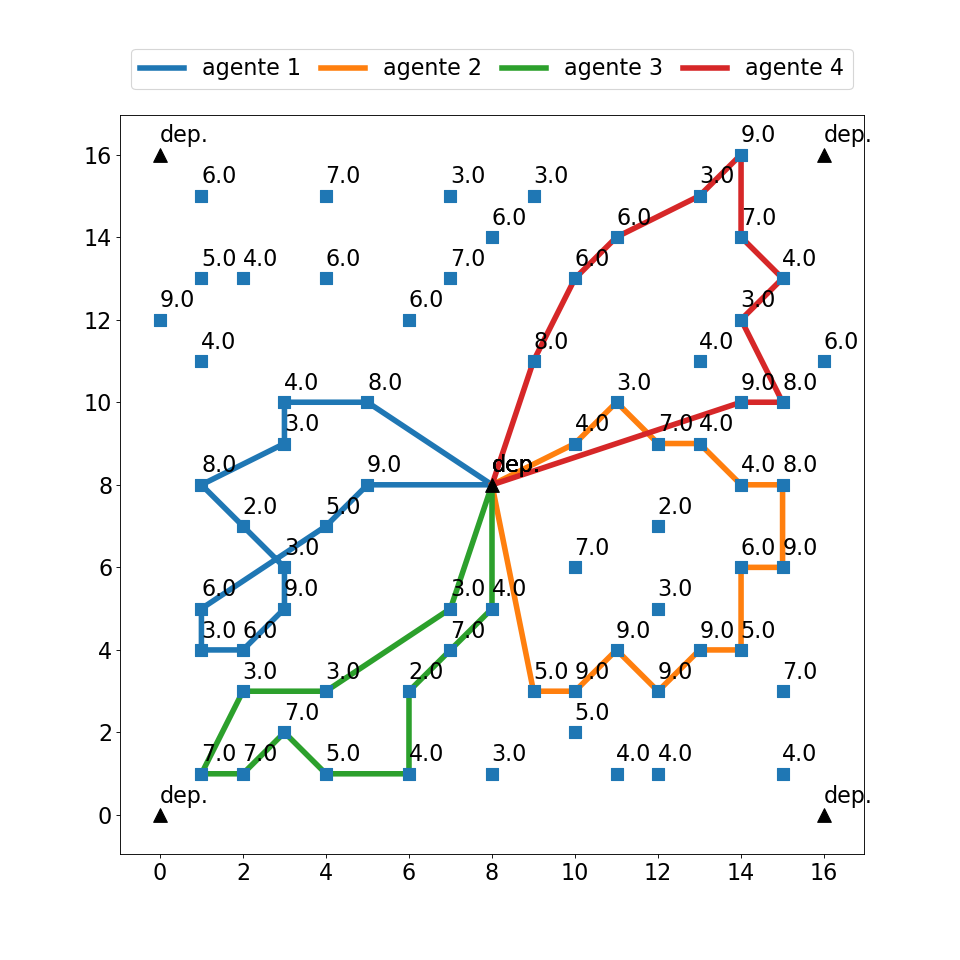 agente 1 agente 2 agente 3 agente 4
dep. 9.0 dep.
16
6.0 7.0 3.0 3.0 3.0
6.0 6.0 7.0
14
5.0 4.0 6.0 7.0 6.0 4.0
9.0 6.0 3.0
12
4.0 8.0 4.0 6.0
4.0 8.0 3.0 9.0 8.0
10
3.0 4.0 7.0 4.0
8.0 9.0 dep. dep. 4.0 8.0
8
2.0 5.0 2.0
3.0 7.0 6.0 9.0
6
6.0 9.0 3.0 4.0 3.0
3.0 6.0 7.0 9.0 9.0 5.0
4
3.0 3.0 2.0 5.0 9.0 9.0 7.0
7.0 5.0
2
7.0 7.0 5.0 4.0 3.0 4.0 4.0 4.0
dep. dep.
0
0 2 4 6 8 10 12 14 16